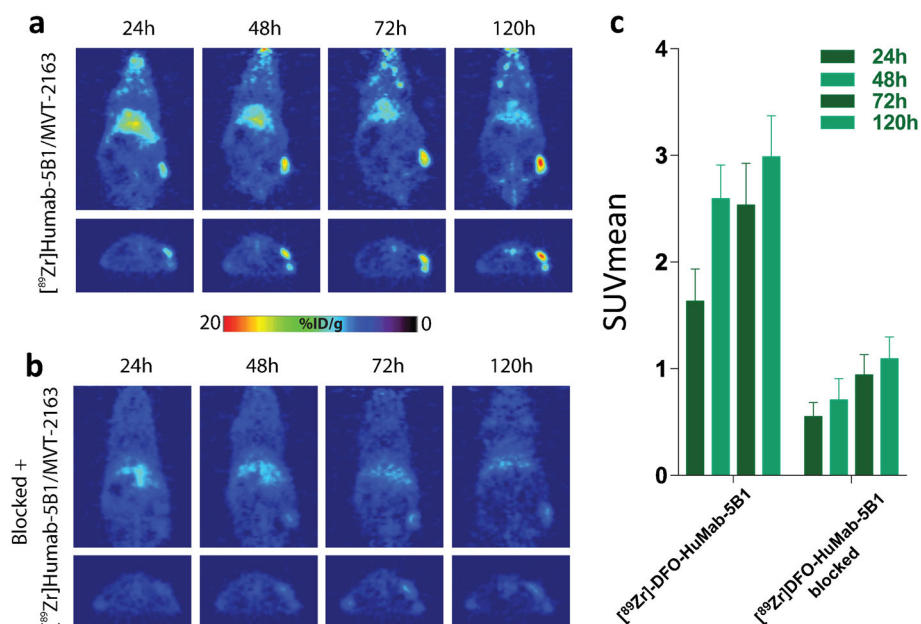 a
24h 48h 72h 120h
[⁸⁹Zr]Humab-5B1/MVT-2163
20 %ID/g 0
b
24h 48h 72h 120h
Blocked +
[⁸⁹Zr]Humab-5B1/MVT-2163
c
SUVmean
4
3
2
1
0
24h
48h
72h
120h
[⁸⁹Zr]-DFO-HuMab-5B1
[⁸⁹Zr]DFO-HuMab-5B1
blocked